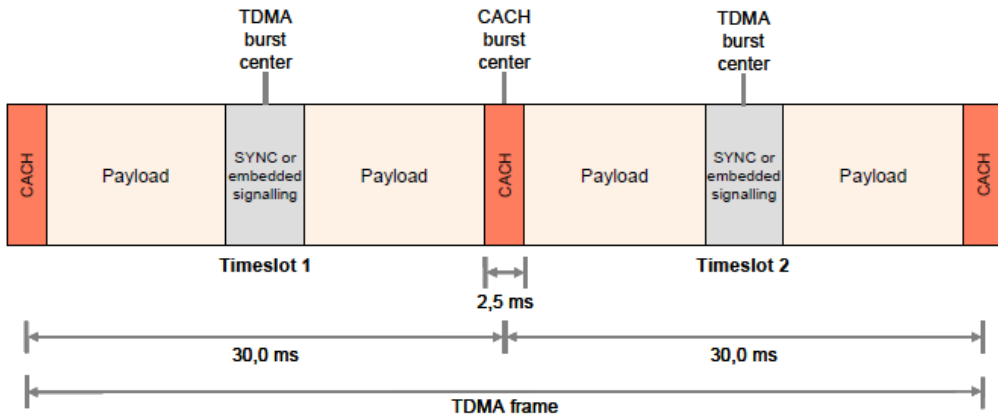 TDMA
burst
center
CACH
burst
center
TDMA
burst
center
CACH
Payload
SYNC or
embedded
signalling
Payload
CACH
Payload
SYNC or
embedded
signalling
Payload
CACH
Timeslot 1
Timeslot 2
2,5 ms
30,0 ms
30,0 ms
TDMA frame